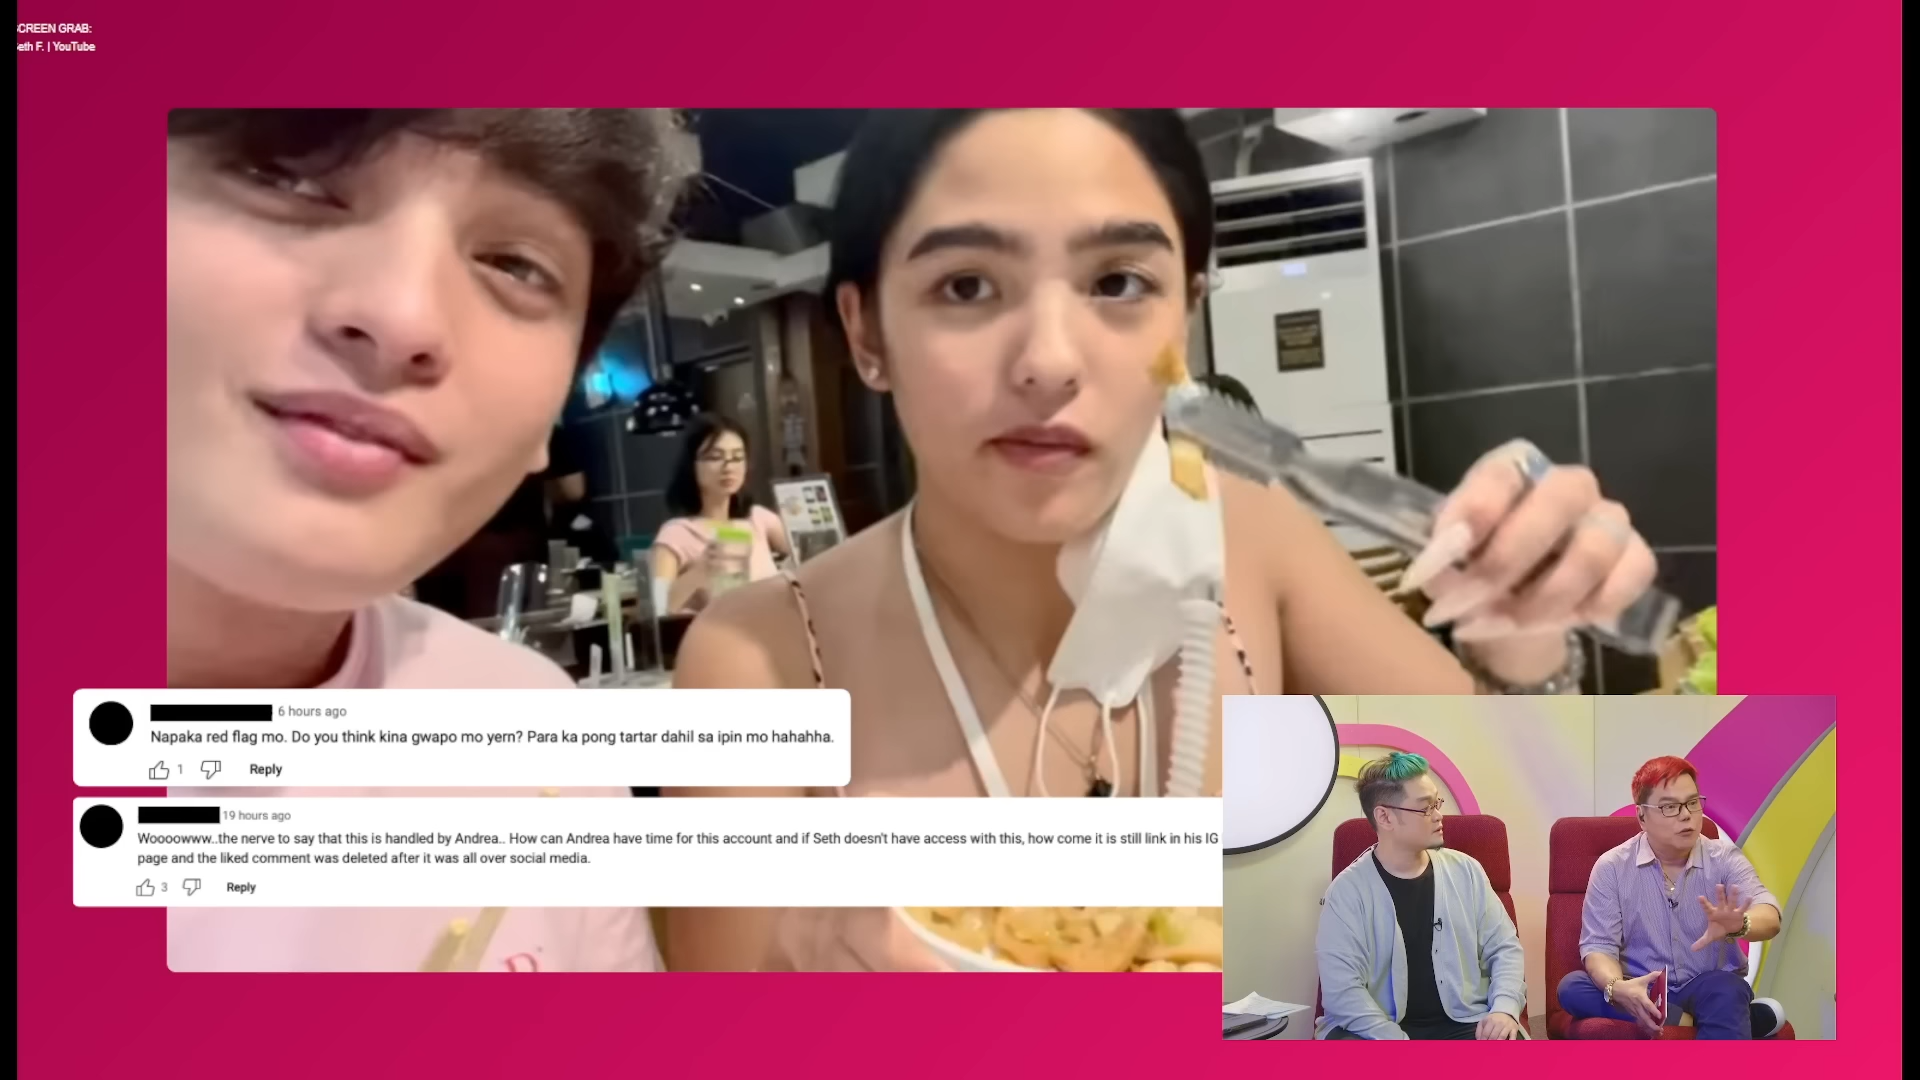 CREEN GRAB:
eth F. | YouTube
6 hours ago
Napaka red flag mo. Do you think kina gwapo mo yern? Para ka pong tartar dahil sa ipin mo hahahha.
1 Reply
19 hours ago
Woooowww..the nerve to say that this is handled by Andrea.. How can Andrea have time for this account and if Seth doesn't have access with this, how come it is still link in his IG
page and the liked comment was deleted after it was all over social media.
3 Reply
D